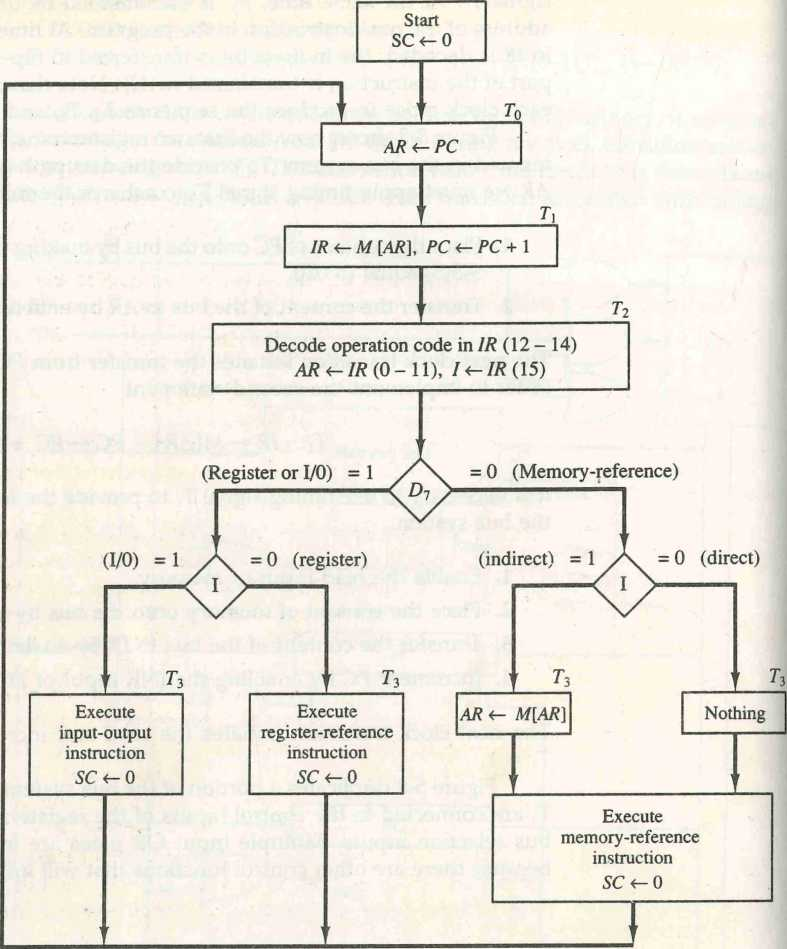 Start
SC ← 0
T0
AR ← PC
T1
IR ← M [AR], PC ← PC + 1
T2
Decode operation code in IR (12 – 14)
AR ← IR (0 – 11), I ← IR (15)
(Register or I/0) = 1
D7
= 0 (Memory-reference)
(I/0) = 1
I
= 0 (register)
(indirect) = 1
I
= 0 (direct)
T3
Execute
input-output
instruction
SC ← 0
T3
Execute
register-reference
instruction
SC ← 0
T3
AR ← M[AR]
T3
Nothing
Execute
memory-reference
instruction
SC ← 0